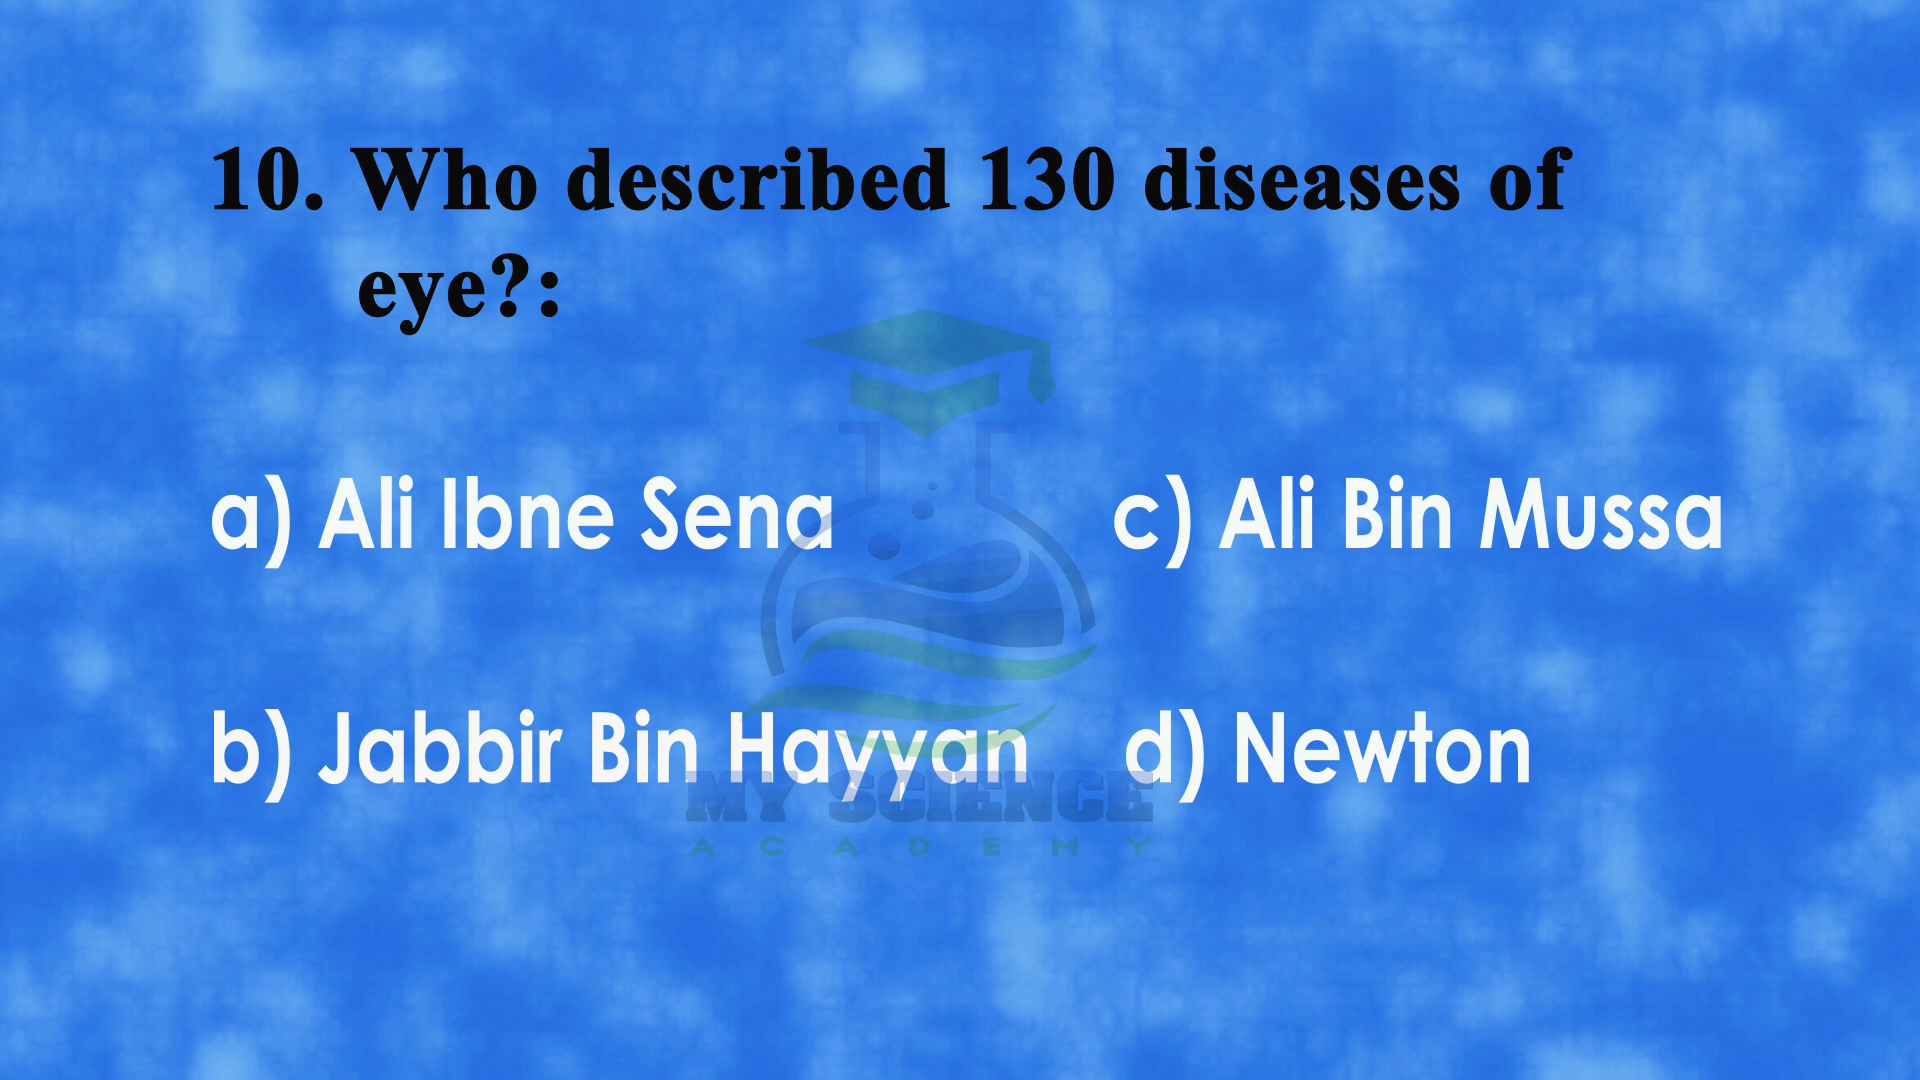 10. Who described 130 diseases of
eye?:
a) Ali Ibne Sena
c) Ali Bin Mussa
b) Jabbir Bin Hayyan
d) Newton
MY SCIENCE
ACADEMY